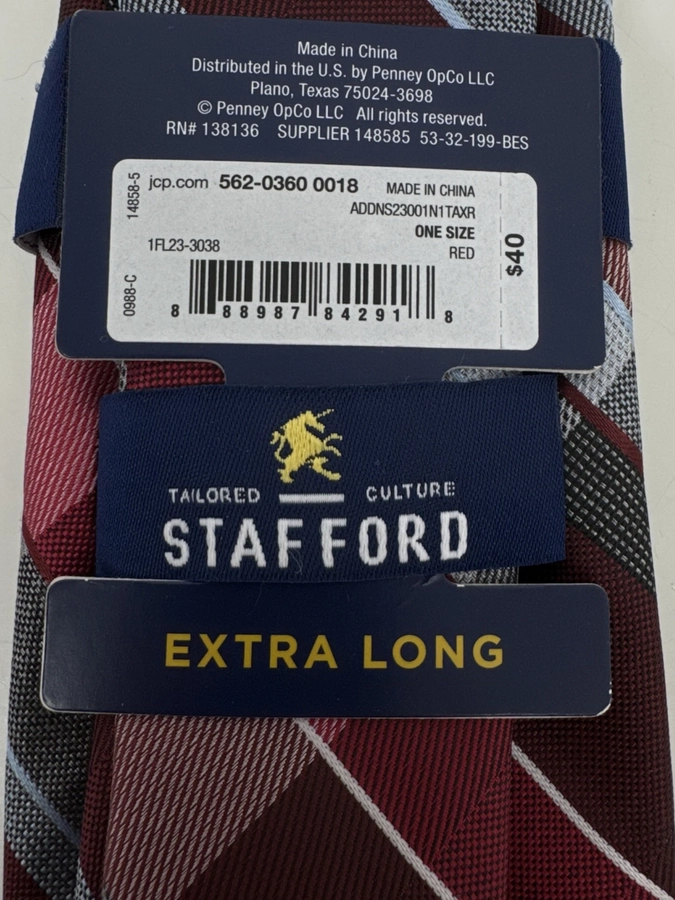 Made in China
Distributed in the U.S. by Penney OpCo LLC
Plano, Texas 75024-3698
© Penney OpCo LLC All rights reserved.
RN# 138136 SUPPLIER 148585 53-32-199-BES
14858-5
jcp.com 562-0360 0018 MADE IN CHINA
ADDNS23001N1TAXR
ONE SIZE
1FL23-3038 RED
$40
0988-C
8 88987 84291 8
TAILORED CULTURE
STAFFORD
EXTRA LONG